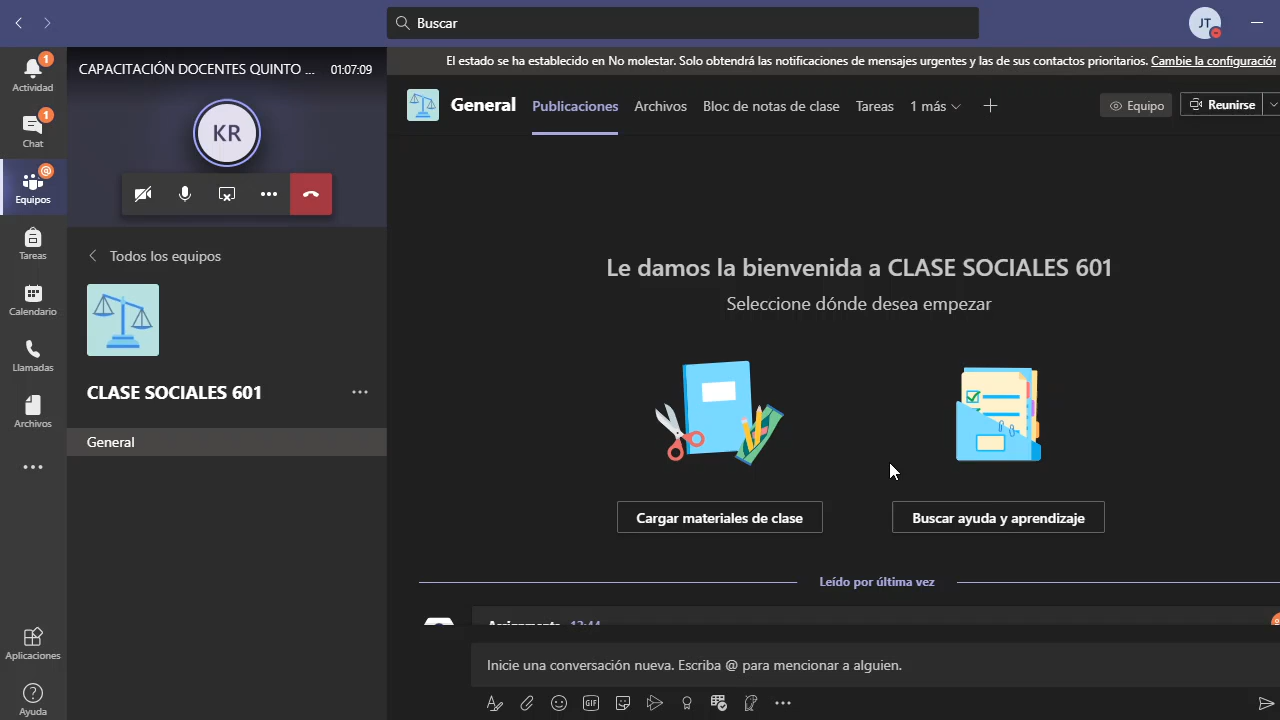 Buscar
JT
El estado se ha establecido en No molestar. Solo obtendrá las notificaciones de mensajes urgentes y las de sus contactos prioritarios. Cambie la configuración
1
Actividad
1
Chat
@
Equipos
Tareas
Calendario
Llamadas
Archivos
Aplicaciones
Ayuda
CAPACITACIÓN DOCENTES QUINTO ... 01:07:09
KR
Todos los equipos
CLASE SOCIALES 601
General
General Publicaciones Archivos Bloc de notas de clase Tareas 1 más
Equipo
Reunirse
Le damos la bienvenida a CLASE SOCIALES 601
Seleccione dónde desea empezar
Cargar materiales de clase
Buscar ayuda y aprendizaje
Leído por última vez
Assignments 13:44
Inicie una conversación nueva. Escriba @ para mencionar a alguien.
GIF